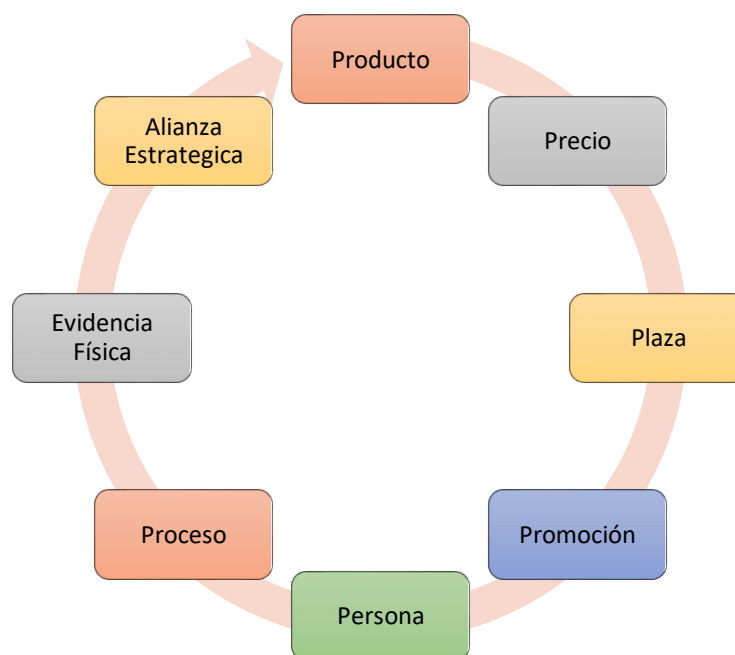 Producto
Precio
Plaza
Promoción
Persona
Proceso
Evidencia
Física
Alianza
Estrategica